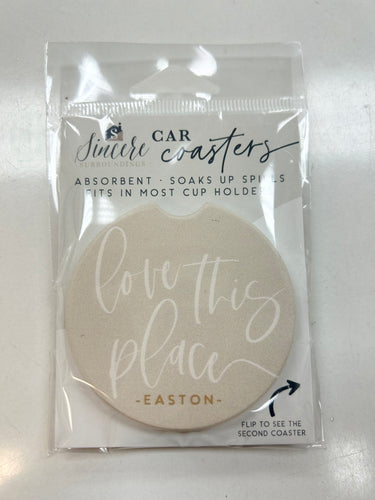 Sincere
SURROUNDINGS
CAR
coasters
ABSORBENT · SOAKS UP SPILLS
FITS IN MOST CUP HOLDE
love this
place
-EASTON-
FLIP TO SEE THE
SECOND COASTER